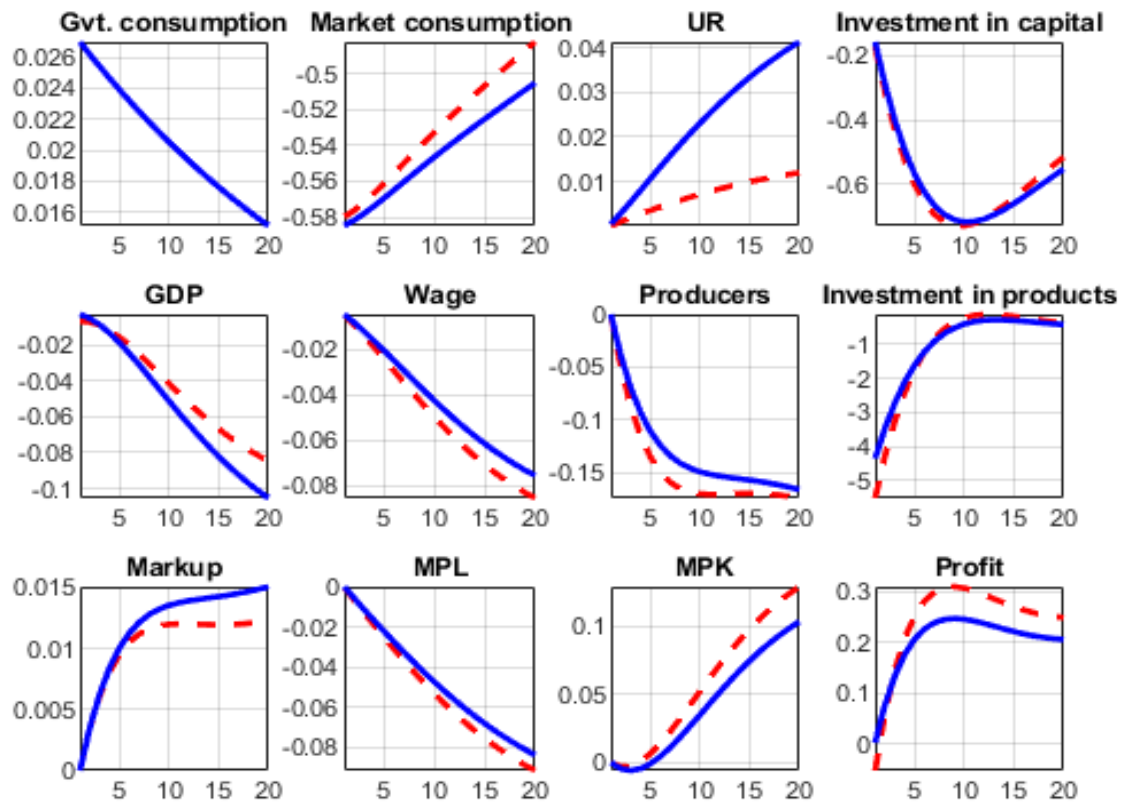 Gvt. consumption
0.026
0.024
0.022
0.02
0.018
0.016
5 10 15 20
Market consumption
-0.5
-0.52
-0.54
-0.56
-0.58
5 10 15 20
UR
0.04
0.03
0.02
0.01
5 10 15 20
Investment in capital
-0.2
-0.4
-0.6
5 10 15 20
GDP
-0.02
-0.04
-0.06
-0.08
-0.1
5 10 15 20
Wage
-0.02
-0.04
-0.06
-0.08
5 10 15 20
Producers
0
-0.05
-0.1
-0.15
5 10 15 20
Investment in products
-1
-2
-3
-4
-5
5 10 15 20
Markup
0.015
0.01
0.005
0
5 10 15 20
MPL
0
-0.02
-0.04
-0.06
-0.08
5 10 15 20
MPK
0.1
0.05
0
5 10 15 20
Profit
0.3
0.2
0.1
0
5 10 15 20